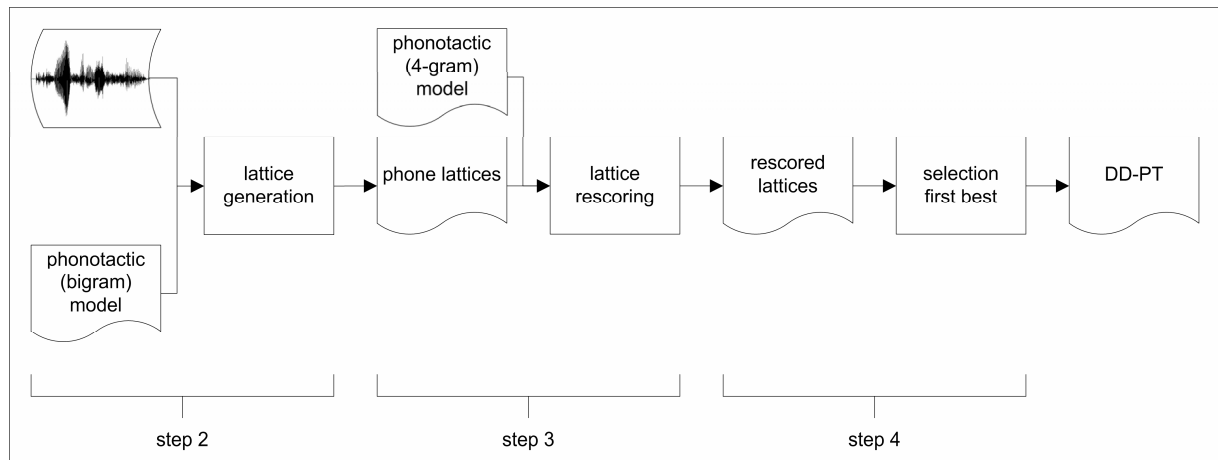 phonotactic
(4-gram)
model
lattice
generation
phone lattices
lattice
rescoring
rescored
lattices
selection
first best
DD-PT
phonotactic
(bigram)
model
step 2
step 3
step 4